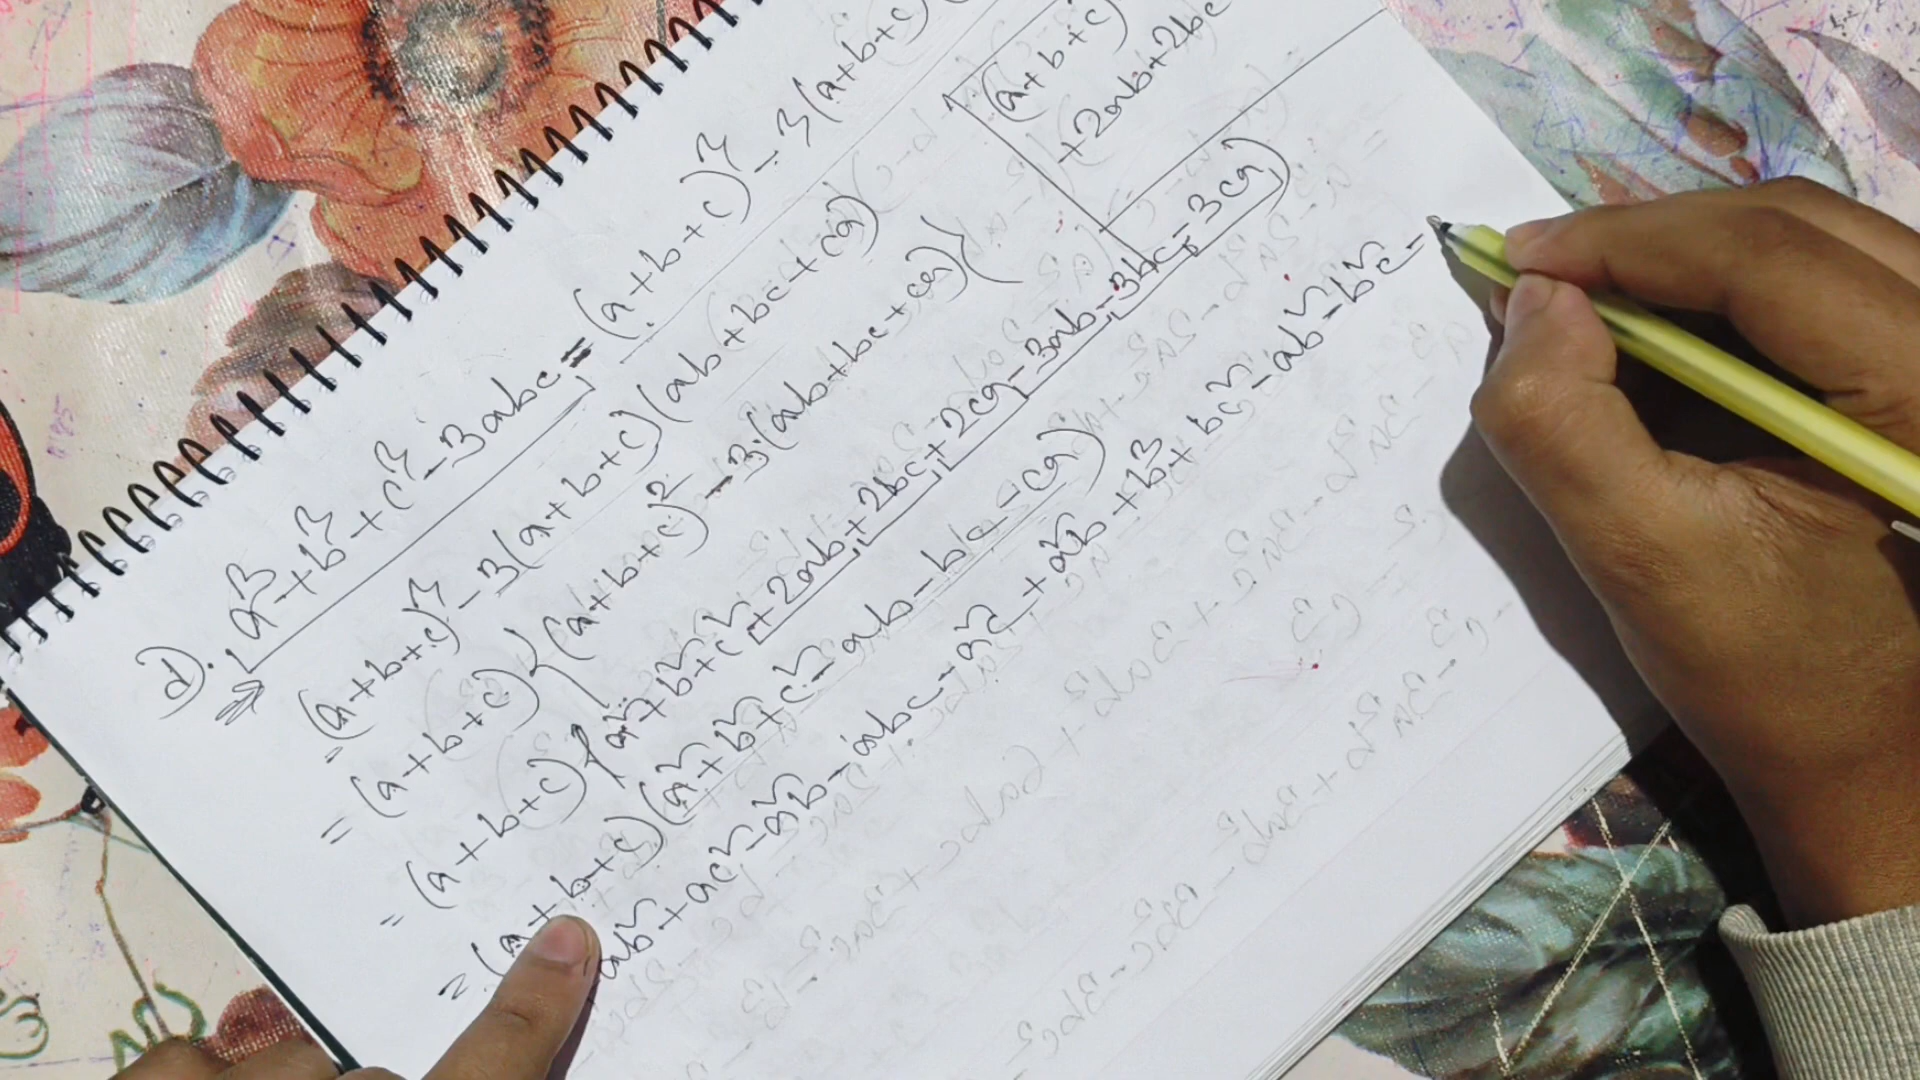 d). a³+b³+c³-3abc = (a+b+c)³-3(a+b+c)
= (a+b+c)³-3(a+b+c)(ab+bc+ca)
= (a+b+c){(a+b+c)²-3(ab+bc+ca)}
(a+b+c)
+2ab+2bc
= (a+b+c){a²+b²+c²+2ab+2bc+2ca-3ab-3bc-3ca)
= (a+b+c)(a²+b²+c²-ab-bc-ca)
ab²+ac²-a²b-abc-a²c+a²b+b³+bc²-ab²-b²c-